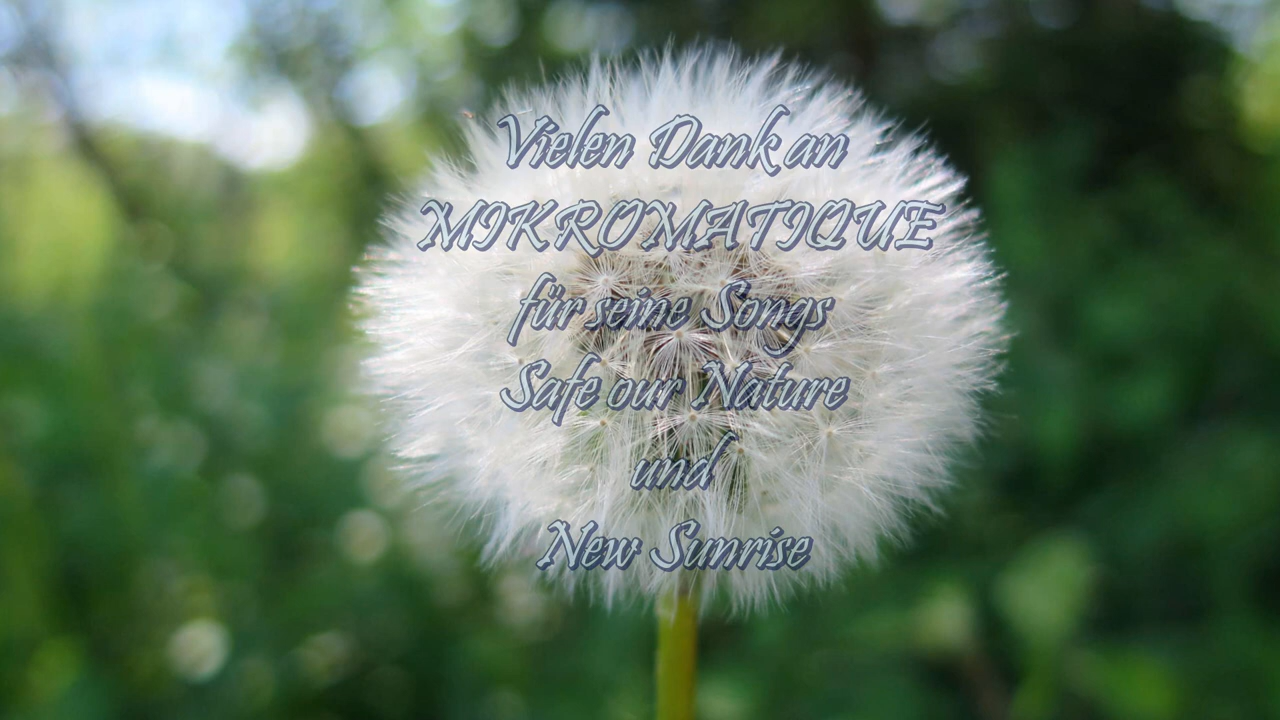 Vielen Dank an
MIKROMATIQUE
für seine Songs
Safe our Nature
und
New Sunrise